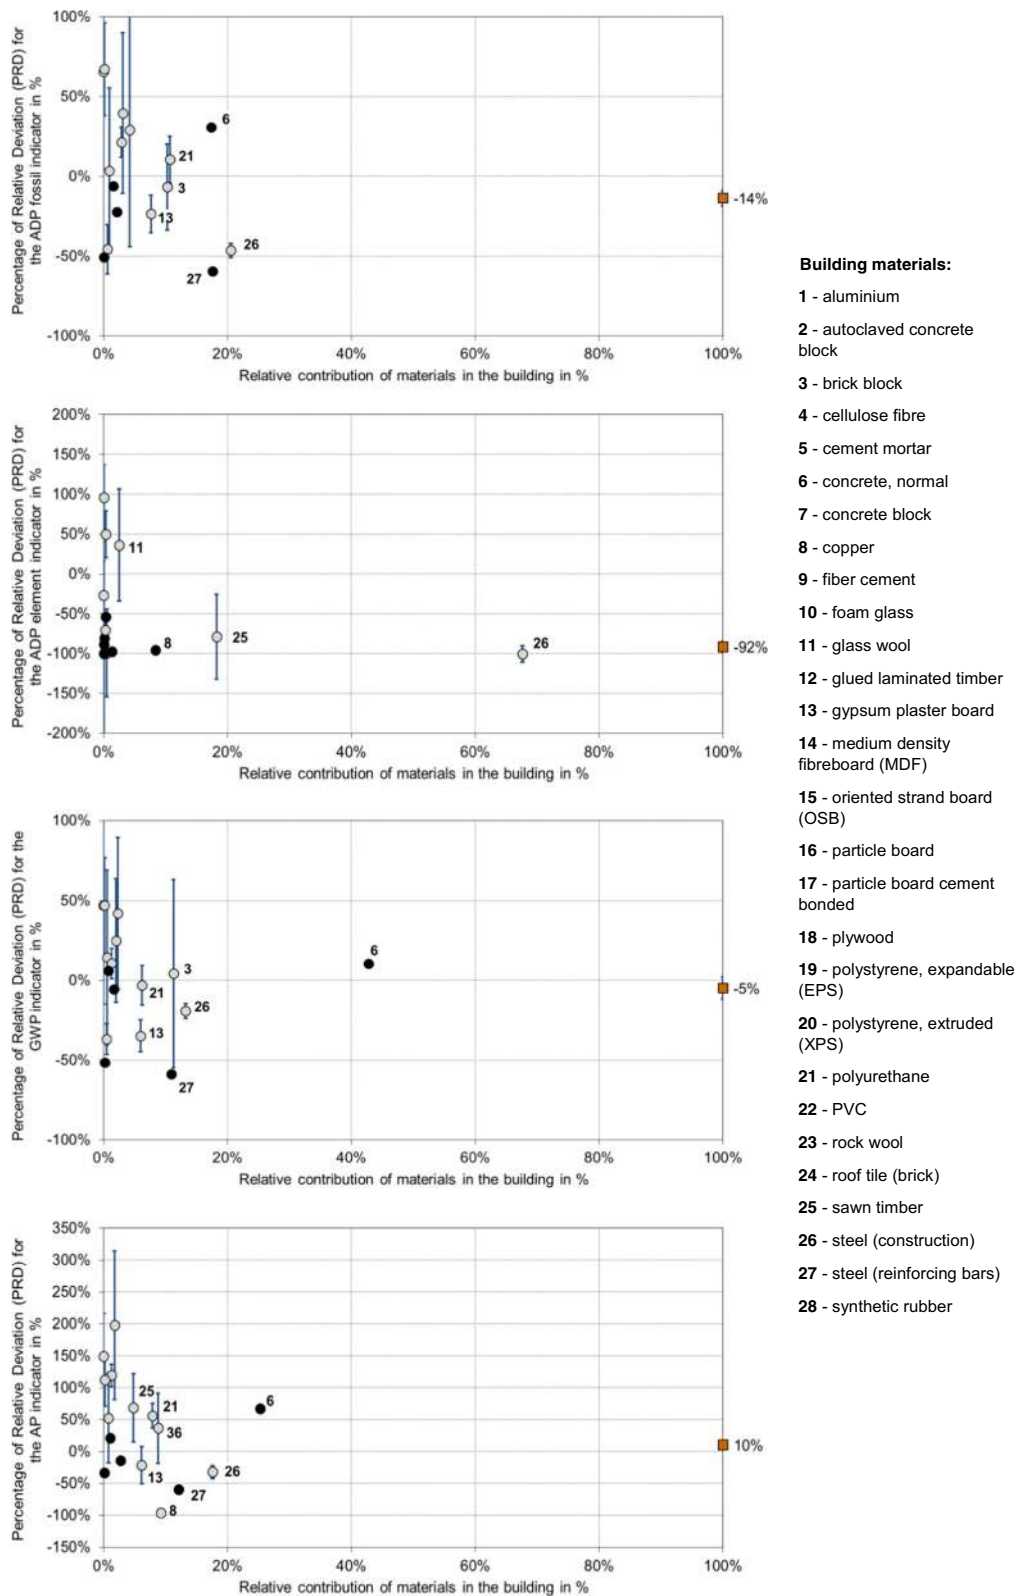 Percentage of Relative Deviation (PRD) for
the ADP fossil indicator in %
100%
50%
0%
-50%
-100%
6
21
3
13
26
27
-14%
0%
20%
40%
60%
80%
100%
Relative contribution of materials in the building in %
Percentage of Relative Deviation (PRD) for
the ADP element indicator in %
200%
150%
100%
50%
0%
-50%
-100%
-150%
-200%
11
8
25
26
-92%
0%
20%
40%
60%
80%
100%
Relative contribution of materials in the building in %
Percentage of Relative Deviation (PRD) for the
GWP indicator in %
100%
50%
0%
-50%
-100%
6
3
21
26
13
27
-5%
0%
20%
40%
60%
80%
100%
Relative contribution of materials in the building in %
Percentage of Relative Deviation (PRD) for
the AP indicator in %
350%
300%
250%
200%
150%
100%
50%
0%
-50%
-100%
-150%
25
21
36
6
13
26
27
8
10%
0%
20%
40%
60%
80%
100%
Relative contribution of materials in the building in %
Building materials:
1 - aluminium
2 - autoclaved concrete
block
3 - brick block
4 - cellulose fibre
5 - cement mortar
6 - concrete, normal
7 - concrete block
8 - copper
9 - fiber cement
10 - foam glass
11 - glass wool
12 - glued laminated timber
13 - gypsum plaster board
14 - medium density
fibreboard (MDF)
15 - oriented strand board
(OSB)
16 - particle board
17 - particle board cement
bonded
18 - plywood
19 - polystyrene, expandable
(EPS)
20 - polystyrene, extruded
(XPS)
21 - polyurethane
22 - PVC
23 - rock wool
24 - roof tile (brick)
25 - sawn timber
26 - steel (construction)
27 - steel (reinforcing bars)
28 - synthetic rubber